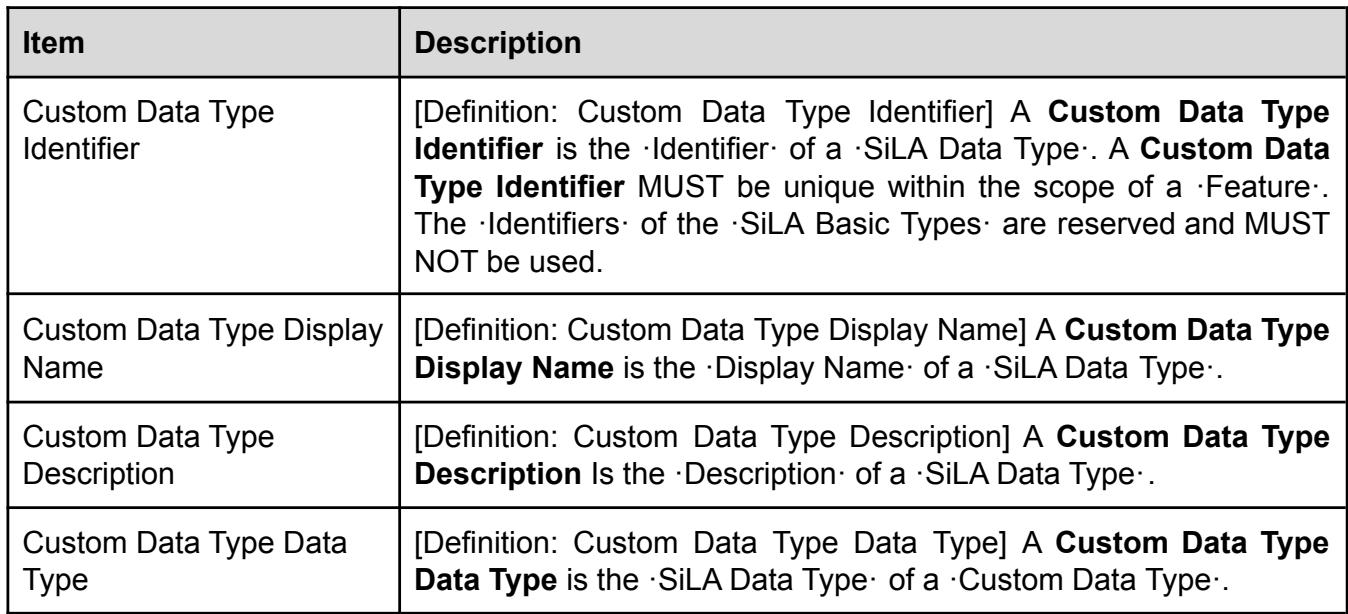 Item
Description
Custom Data Type
Identifier
[Definition: Custom Data Type Identifier] A Custom Data Type
Identifier is the ·Identifier· of a ·SiLA Data Type·. A Custom Data
Type Identifier MUST be unique within the scope of a ·Feature·.
The ·Identifiers· of the ·SiLA Basic Types· are reserved and MUST
NOT be used.
Custom Data Type Display
Name
[Definition: Custom Data Type Display Name] A Custom Data Type
Display Name is the ·Display Name· of a ·SiLA Data Type·.
Custom Data Type
Description
[Definition: Custom Data Type Description] A Custom Data Type
Description Is the ·Description· of a ·SiLA Data Type·.
Custom Data Type Data
Type
[Definition: Custom Data Type Data Type] A Custom Data Type
Data Type is the ·SiLA Data Type· of a ·Custom Data Type·.